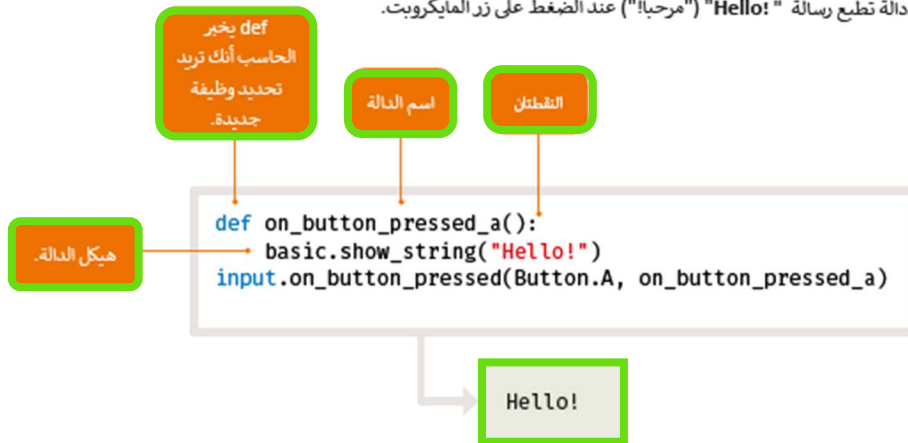 دالة تطبع رسالة " Hello! " ("مرحبا!") عند الضغط على زر المايكروبت.
def يخبر
الحاسب أنك تريد
تحديد وظيفة
جديدة.
اسم الدالة
النقطتان
هيكل الدالة.
def on_button_pressed_a():
basic.show_string("Hello!")
input.on_button_pressed(Button.A, on_button_pressed_a)
Hello!